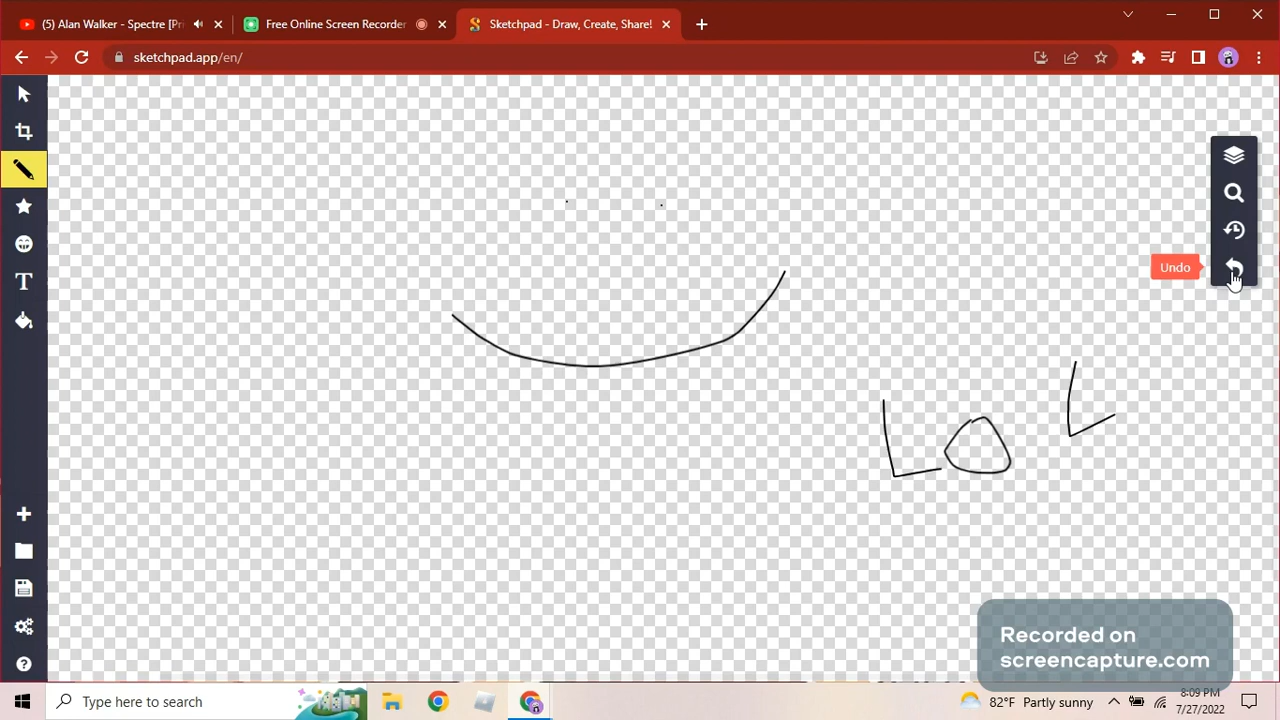 (5) Alan Walker - Spectre [Pr
Free Online Screen Recorder
Sketchpad - Draw, Create, Share!
sketchpad.app/en/
Undo
LOL
Recorded on
screencapture.com
Type here to search
82°F Partly sunny
8:09 PM
7/27/2022